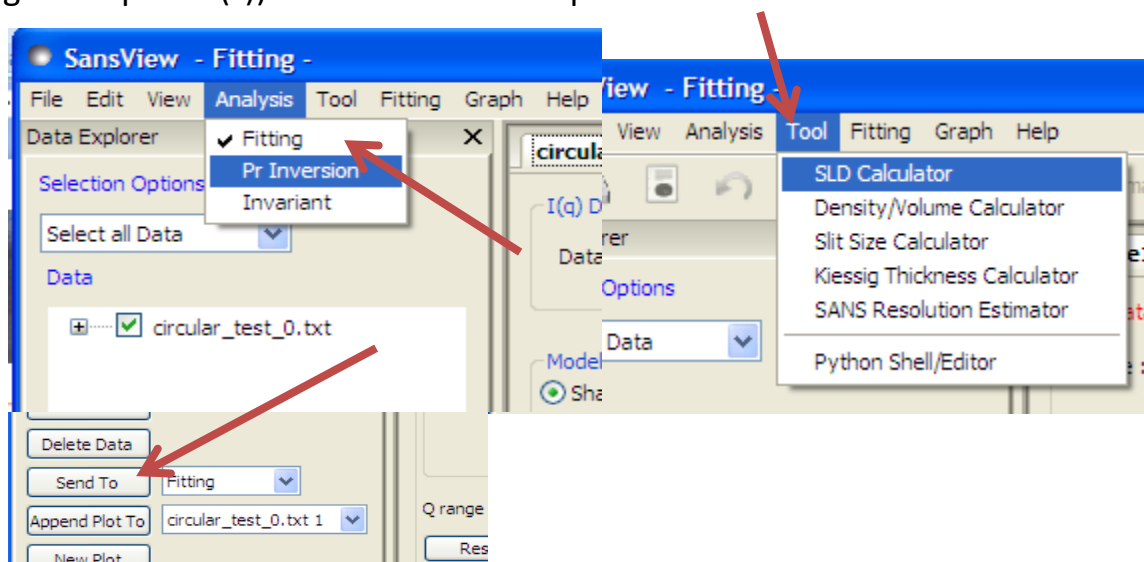 SansView - Fitting -
File Edit View Analysis Tool Fitting Graph Help
Data Explorer
Fitting
Pr Inversion
Invariant
Selection Options
Select all Data
Data
circular_test_0.txt
I(q)
Data
Model
Delete Data
Send To
Fitting
Append Plot To
circular_test_0.txt 1
New Plot
Q range
- Fitting -
View Analysis Tool Fitting Graph Help
SLD Calculator
Density/Volume Calculator
Slit Size Calculator
Kiessig Thickness Calculator
SANS Resolution Estimator
Python Shell/Editor
Options
Data